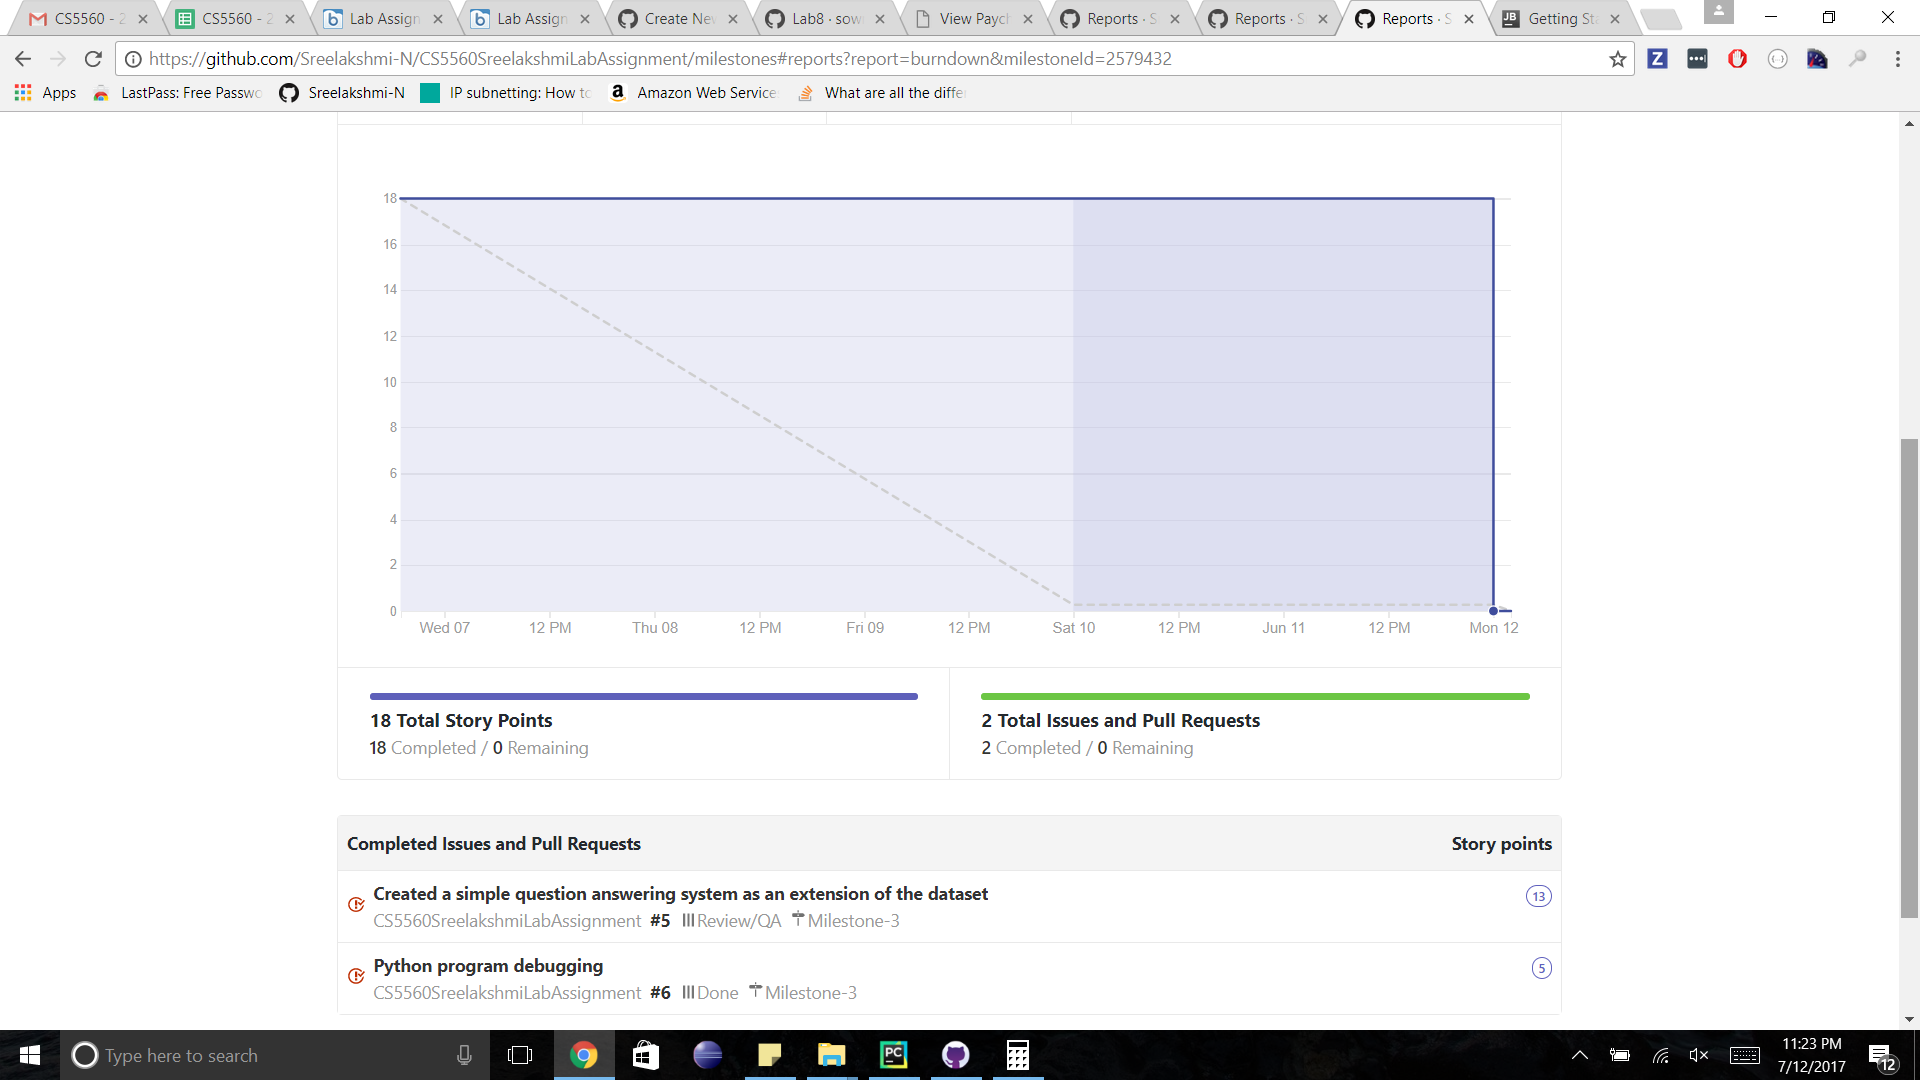 CS5560 - 2
CS5560 - 2
Lab Assign
Lab Assign
Create Nev
Lab8 · sow
View Paych
Reports · S
Reports · S
Reports · S
Getting Sta
https://github.com/Sreelakshmi-N/CS5560SreelakshmiLabAssignment/milestones#reports?report=burndown&milestoneId=2579432
Apps
LastPass: Free Passwo
Sreelakshmi-N
IP subnetting: How to
Amazon Web Service
What are all the differ
18
16
14
12
10
8
6
4
2
0
Wed 07 12 PM Thu 08 12 PM Fri 09 12 PM Sat 10 12 PM Jun 11 12 PM Mon 12
18 Total Story Points
18 Completed / 0 Remaining
2 Total Issues and Pull Requests
2 Completed / 0 Remaining
Completed Issues and Pull Requests Story points
Created a simple question answering system as an extension of the dataset 13
CS5560SreelakshmiLabAssignment #5 Review/QA Milestone-3
Python program debugging 5
CS5560SreelakshmiLabAssignment #6 Done Milestone-3
Type here to search
PC
11:23 PM
7/12/2017
12